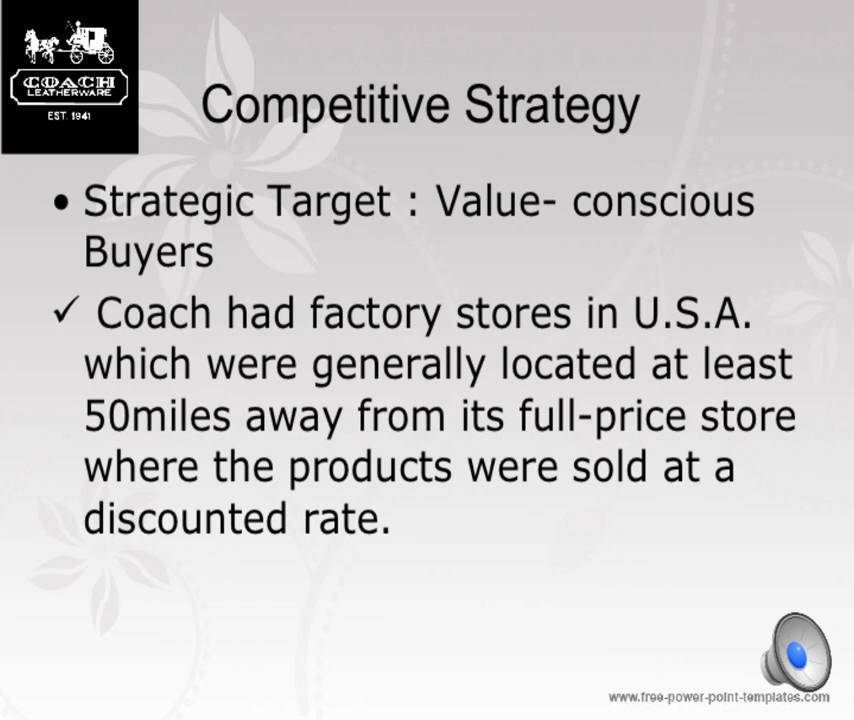 COACH
LEATHERWARE
EST. 1941
Competitive Strategy
• Strategic Target : Value- conscious
Buyers
✓ Coach had factory stores in U.S.A.
which were generally located at least
50miles away from its full-price store
where the products were sold at a
discounted rate.
www.free-power-point-templates.com